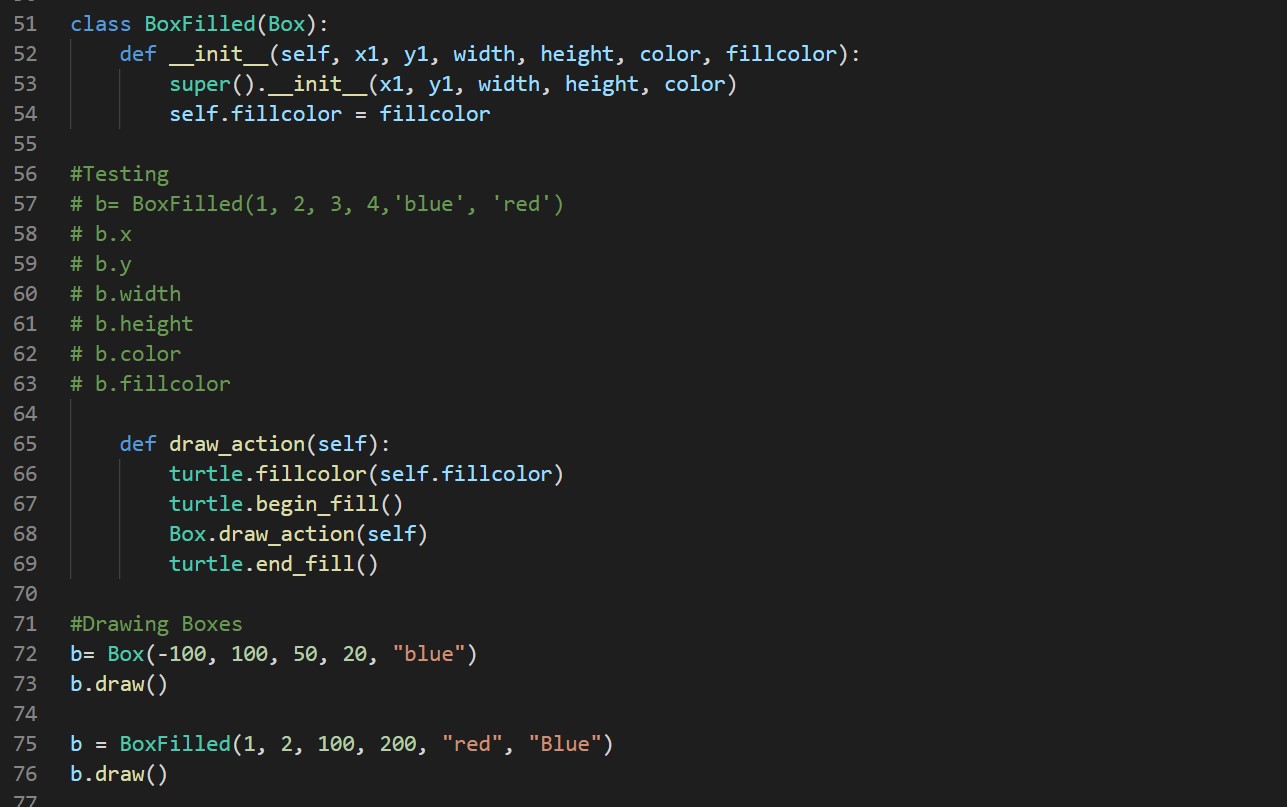 51 class BoxFilled(Box):
52     def __init__(self, x1, y1, width, height, color, fillcolor):
53         super().__init__(x1, y1, width, height, color)
54         self.fillcolor = fillcolor
55
56 #Testing
57 # b= BoxFilled(1, 2, 3, 4,'blue', 'red')
58 # b.x
59 # b.y
60 # b.width
61 # b.height
62 # b.color
63 # b.fillcolor
64
65     def draw_action(self):
66         turtle.fillcolor(self.fillcolor)
67         turtle.begin_fill()
68         Box.draw_action(self)
69         turtle.end_fill()
70
71 #Drawing Boxes
72 b= Box(-100, 100, 50, 20, "blue")
73 b.draw()
74
75 b = BoxFilled(1, 2, 100, 200, "red", "Blue")
76 b.draw()
77